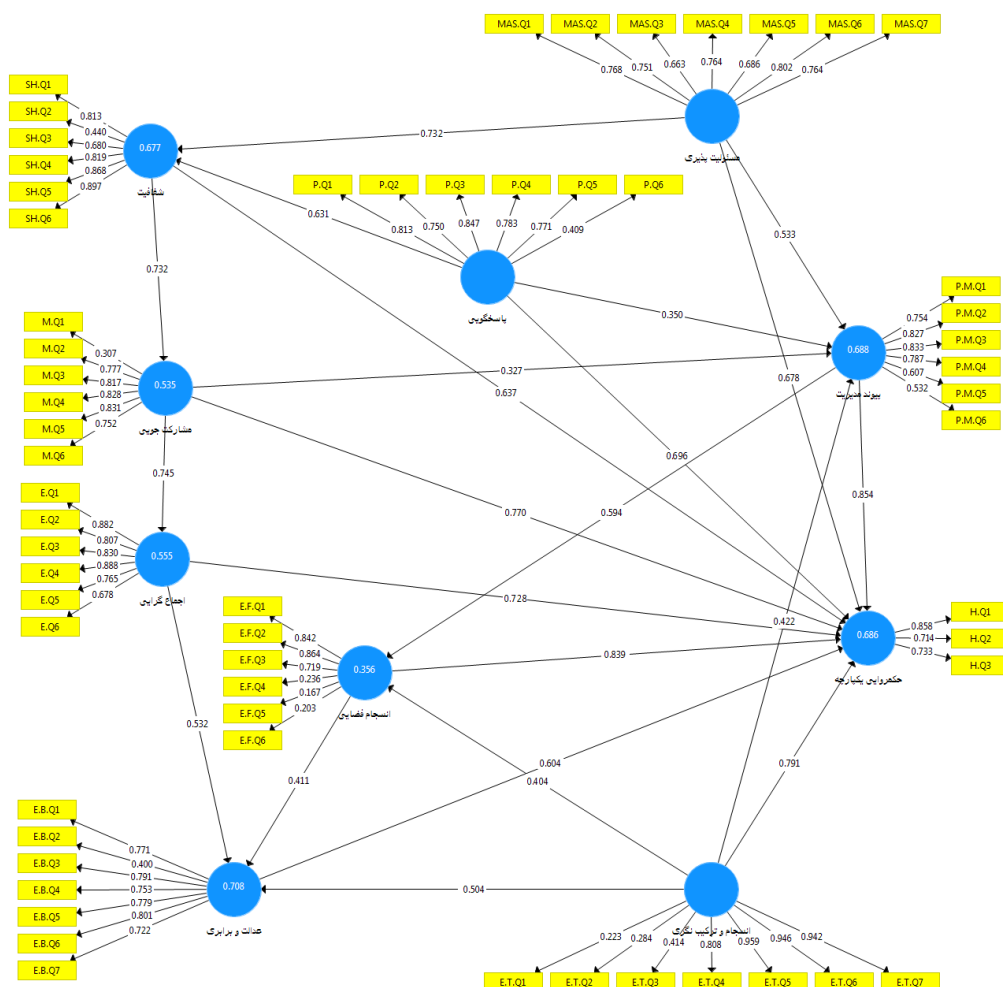 MAS.Q1 MAS.Q2 MAS.Q3 MAS.Q4 MAS.Q5 MAS.Q6 MAS.Q7
0.768 0.751 0.663 0.764 0.686 0.802 0.764
مسئولیت پذیری
SH.Q1
SH.Q2
SH.Q3
SH.Q4
SH.Q5
SH.Q6
0.813
0.440
0.680
0.819
0.868
0.897
0.677
شفافیت
0.732
P.Q1 P.Q2 P.Q3 P.Q4 P.Q5 P.Q6
0.813 0.750 0.847 0.783 0.771 0.409
پاسخگویی
0.631
0.533
0.732
0.350
P.M.Q1
P.M.Q2
P.M.Q3
P.M.Q4
P.M.Q5
P.M.Q6
0.754
0.827
0.833
0.787
0.607
0.532
0.688
پیوند مدیریت
M.Q1
M.Q2
M.Q3
M.Q4
M.Q5
M.Q6
0.307
0.777
0.817
0.828
0.831
0.752
0.535
مشارکت جویی
0.327
0.637
0.678
0.696
0.745
0.770
0.594
0.854
E.Q1
E.Q2
E.Q3
E.Q4
E.Q5
E.Q6
0.882
0.807
0.830
0.888
0.765
0.678
0.555
اجماع گرایی
0.728
0.422
E.F.Q1
E.F.Q2
E.F.Q3
E.F.Q4
E.F.Q5
E.F.Q6
0.842
0.864
0.719
0.236
0.167
0.203
0.356
انسجام فضایی
0.839
H.Q1
H.Q2
H.Q3
0.858
0.714
0.733
0.686
حکمروایی یکپارچه
0.532
0.411
0.604
0.404
0.791
E.B.Q1
E.B.Q2
E.B.Q3
E.B.Q4
E.B.Q5
E.B.Q6
E.B.Q7
0.771
0.400
0.791
0.753
0.779
0.801
0.722
0.708
عدالت و برابری
0.504
انسجام و ترکیب نگری
0.223 0.284 0.414 0.808 0.959 0.946 0.942
E.T.Q1 E.T.Q2 E.T.Q3 E.T.Q4 E.T.Q5 E.T.Q6 E.T.Q7